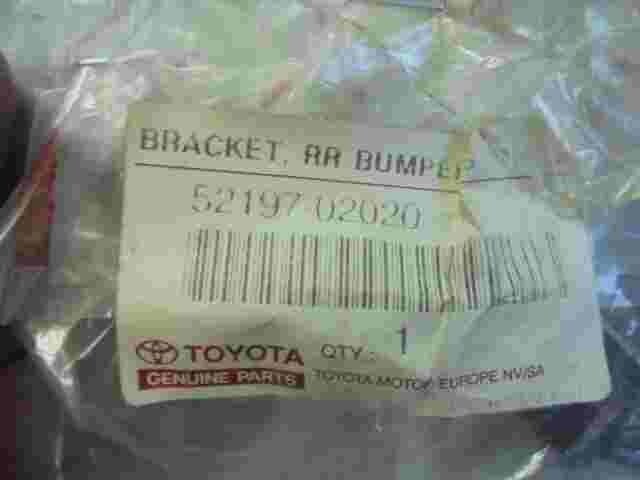 BRACKET, RR BUMPER
52197-02020
QTY.: 1
TOYOTA
GENUINE PARTS
TOYOTA MOTOR EUROPE NV/SA